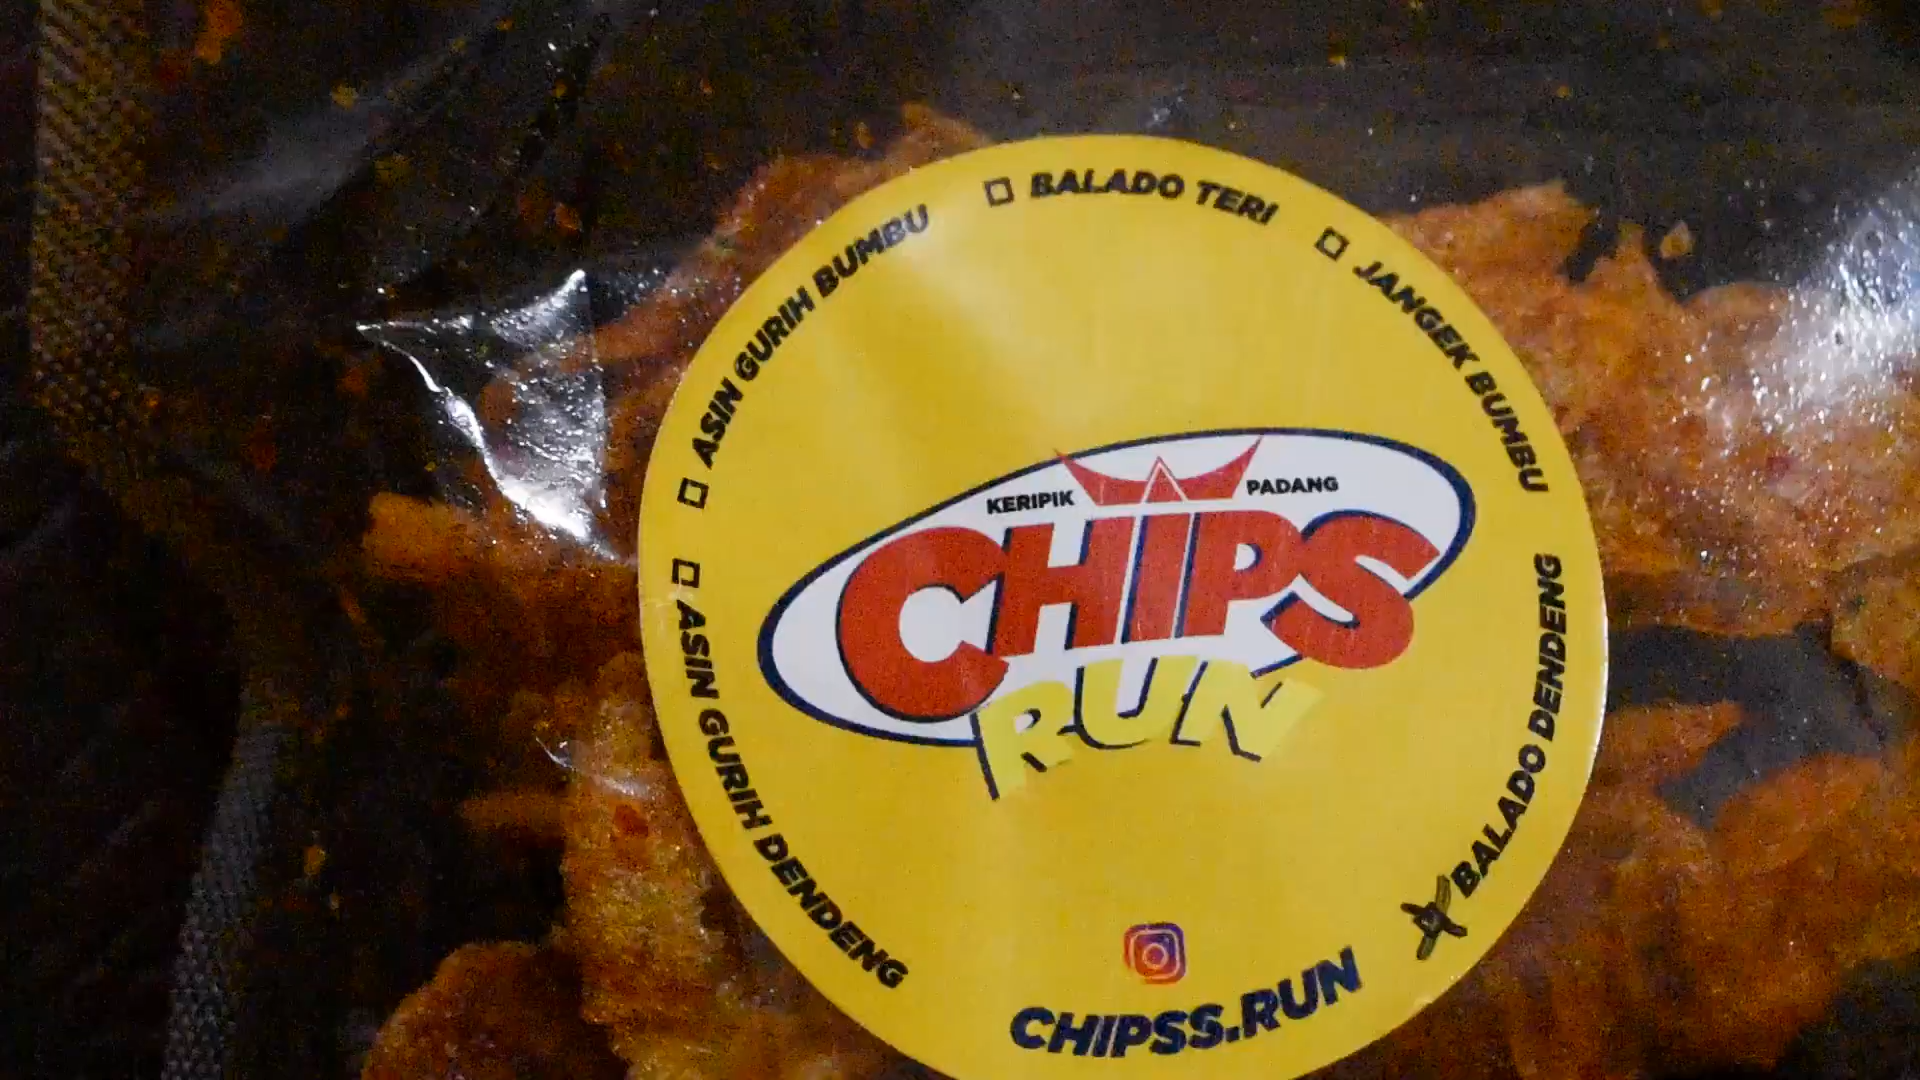 ☐ ASIN GURIH BUMBU
☐ BALADO TERI
☐ JANGEK BUMBU
KERIPIK PADANG
CHIPS
RUN
☐ ASIN GURIH DENDENG
BALADO DENDENG
CHIPSS.RUN